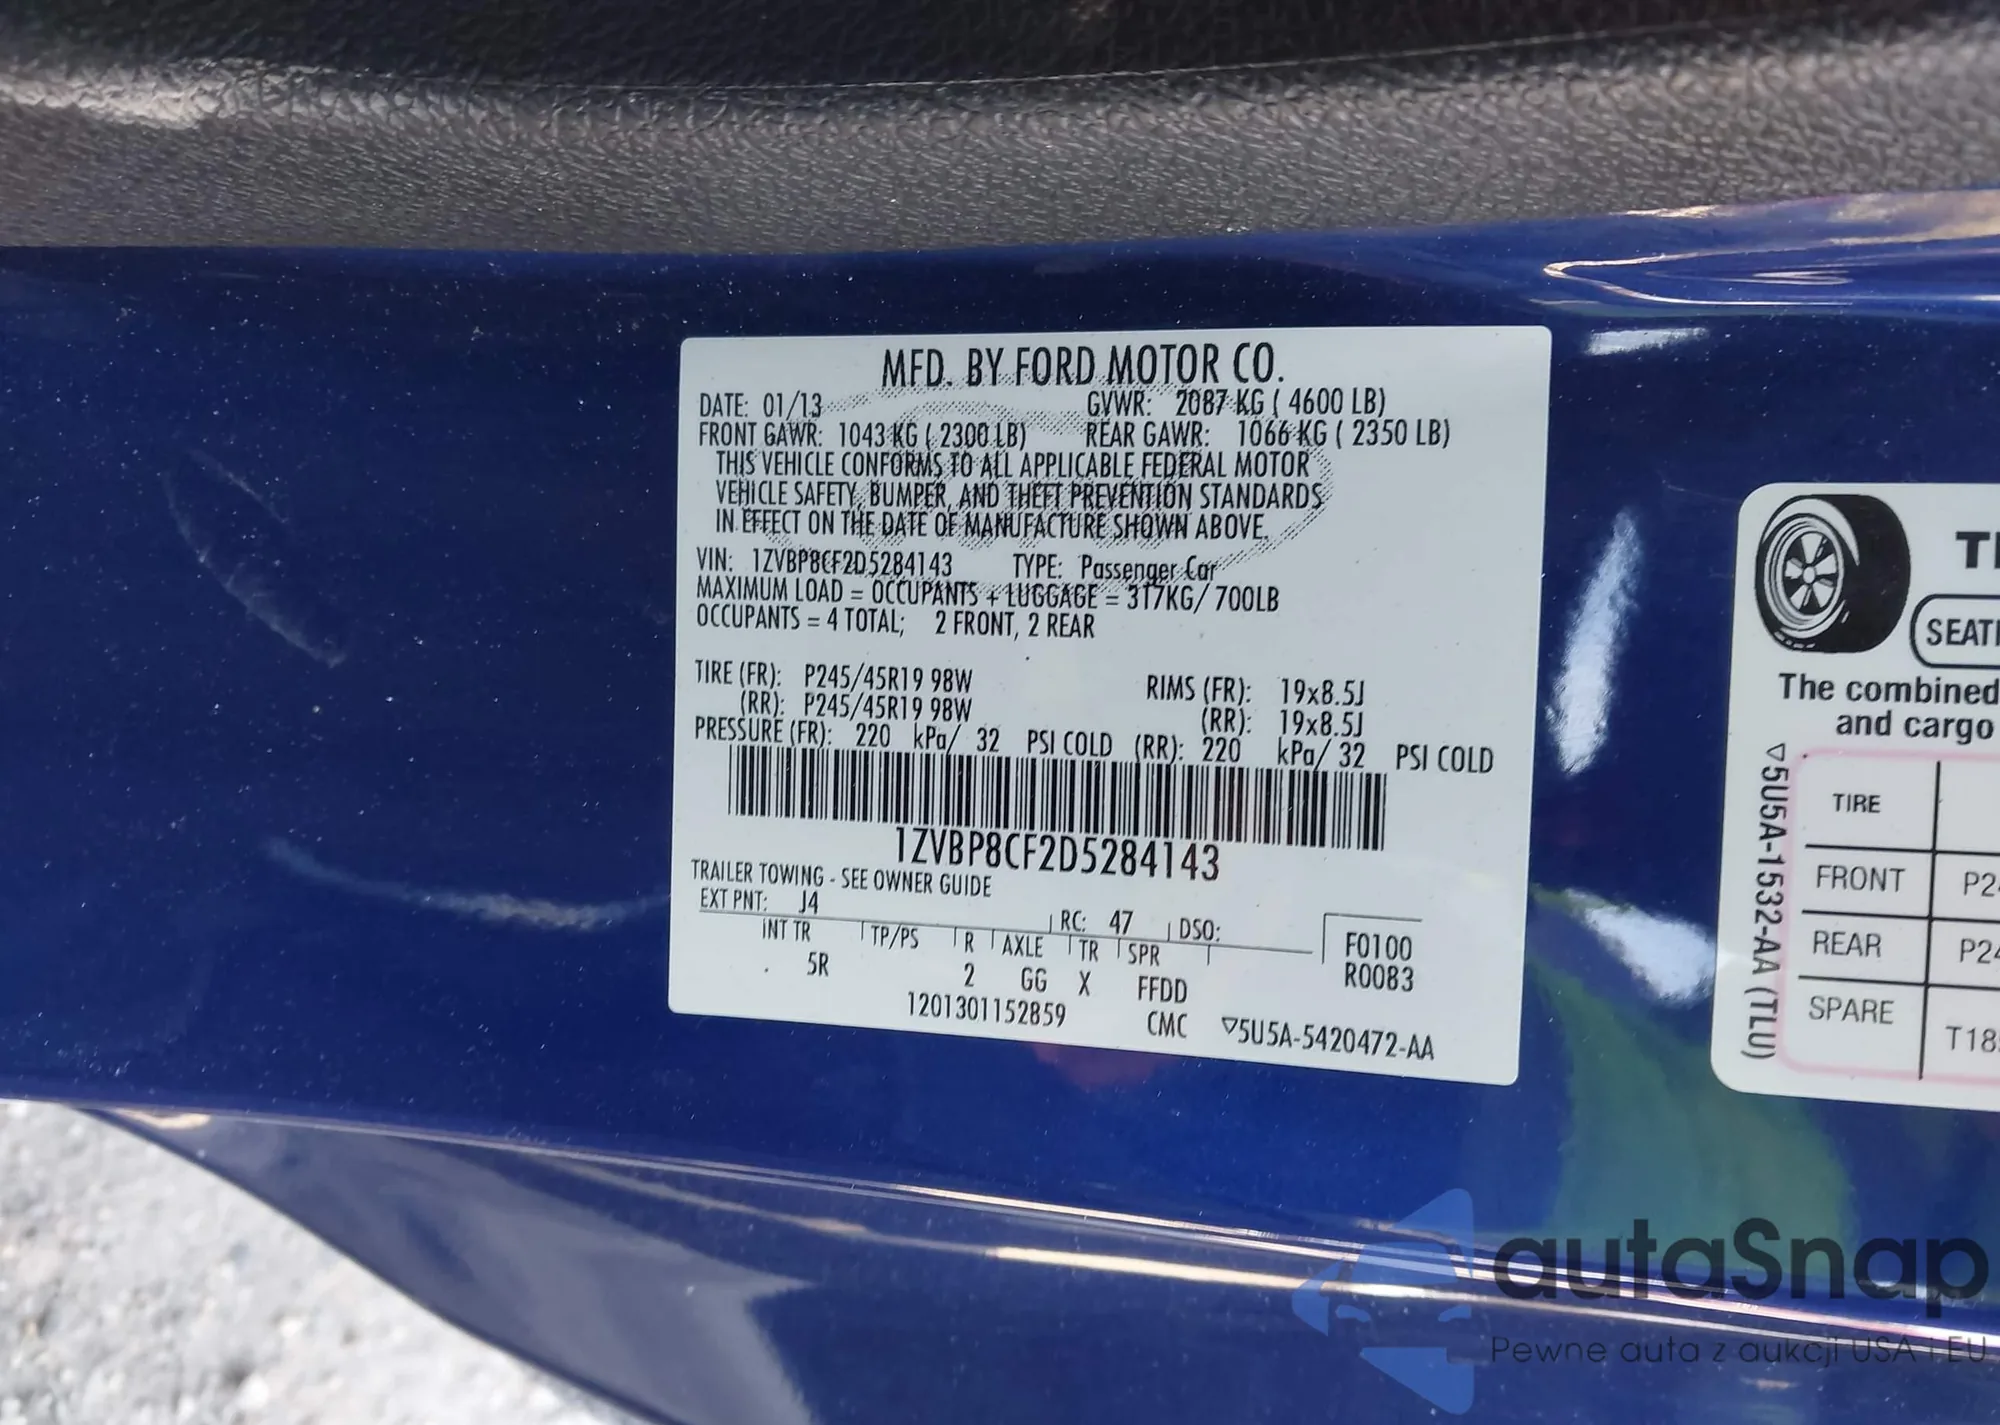 MFD. BY FORD MOTOR CO.
DATE: 01/13 GVWR: 2087 KG ( 4600 LB)
FRONT GAWR: 1043 KG ( 2300 LB) REAR GAWR: 1066 KG ( 2350 LB)
THIS VEHICLE CONFORMS TO ALL APPLICABLE FEDERAL MOTOR
VEHICLE SAFETY, BUMPER, AND THEFT PREVENTION STANDARDS
IN EFFECT ON THE DATE OF MANUFACTURE SHOWN ABOVE.
VIN: 1ZVBP8CF2D5284143 TYPE: Passenger Car
MAXIMUM LOAD = OCCUPANTS + LUGGAGE = 317KG/ 700LB
OCCUPANTS = 4 TOTAL; 2 FRONT, 2 REAR
TIRE (FR): P245/45R19 98W RIMS (FR): 19x8.5J
(RR): P245/45R19 98W (RR): 19x8.5J
PRESSURE (FR): 220 kPa/ 32 PSI COLD (RR): 220 kPa/ 32 PSI COLD
1ZVBP8CF2D5284143
TRAILER TOWING - SEE OWNER GUIDE
EXT PNT: J4 RC: 47 DSO:
INT TR TP/PS R AXLE TR SPR F0100
5R 2 GG X FFDD R0083
1201301152859 CMC ▽5U5A-5420472-AA
SEATI
The combined
and cargo
▽5U5A-1532-AA (TLU)
TIRE
FRONT P24
REAR P24
SPARE T18
autaSnap
Pewne auta z aukcji USA i EU